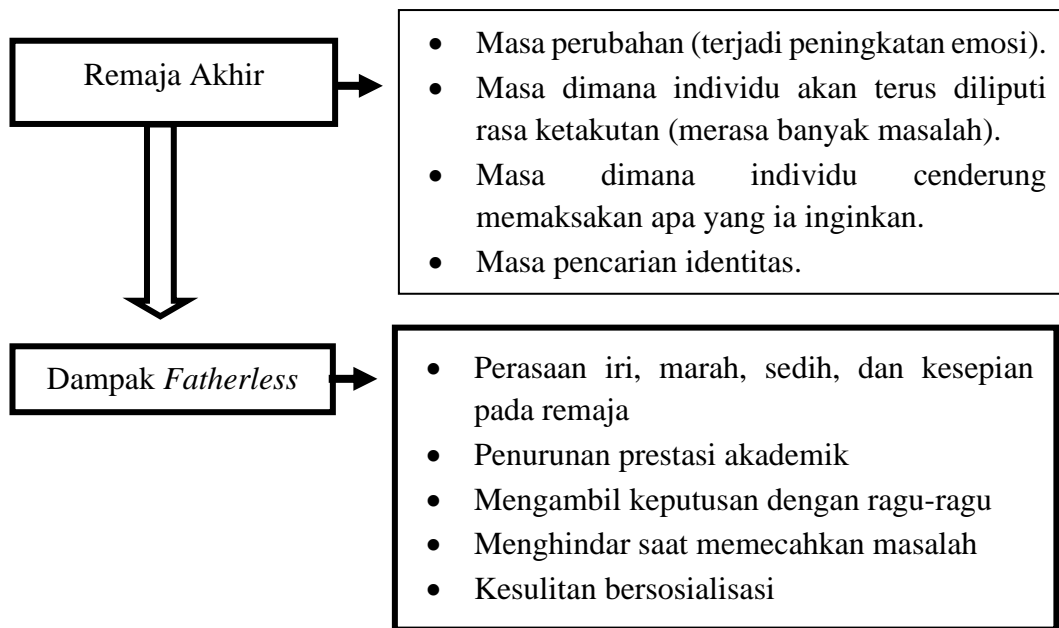 Remaja Akhir
• Masa perubahan (terjadi peningkatan emosi).
• Masa dimana individu akan terus diliputi
rasa ketakutan (merasa banyak masalah).
• Masa dimana individu cenderung
memaksakan apa yang ia inginkan.
• Masa pencarian identitas.
Dampak Fatherless
• Perasaan iri, marah, sedih, dan kesepian
pada remaja
• Penurunan prestasi akademik
• Mengambil keputusan dengan ragu-ragu
• Menghindar saat memecahkan masalah
• Kesulitan bersosialisasi